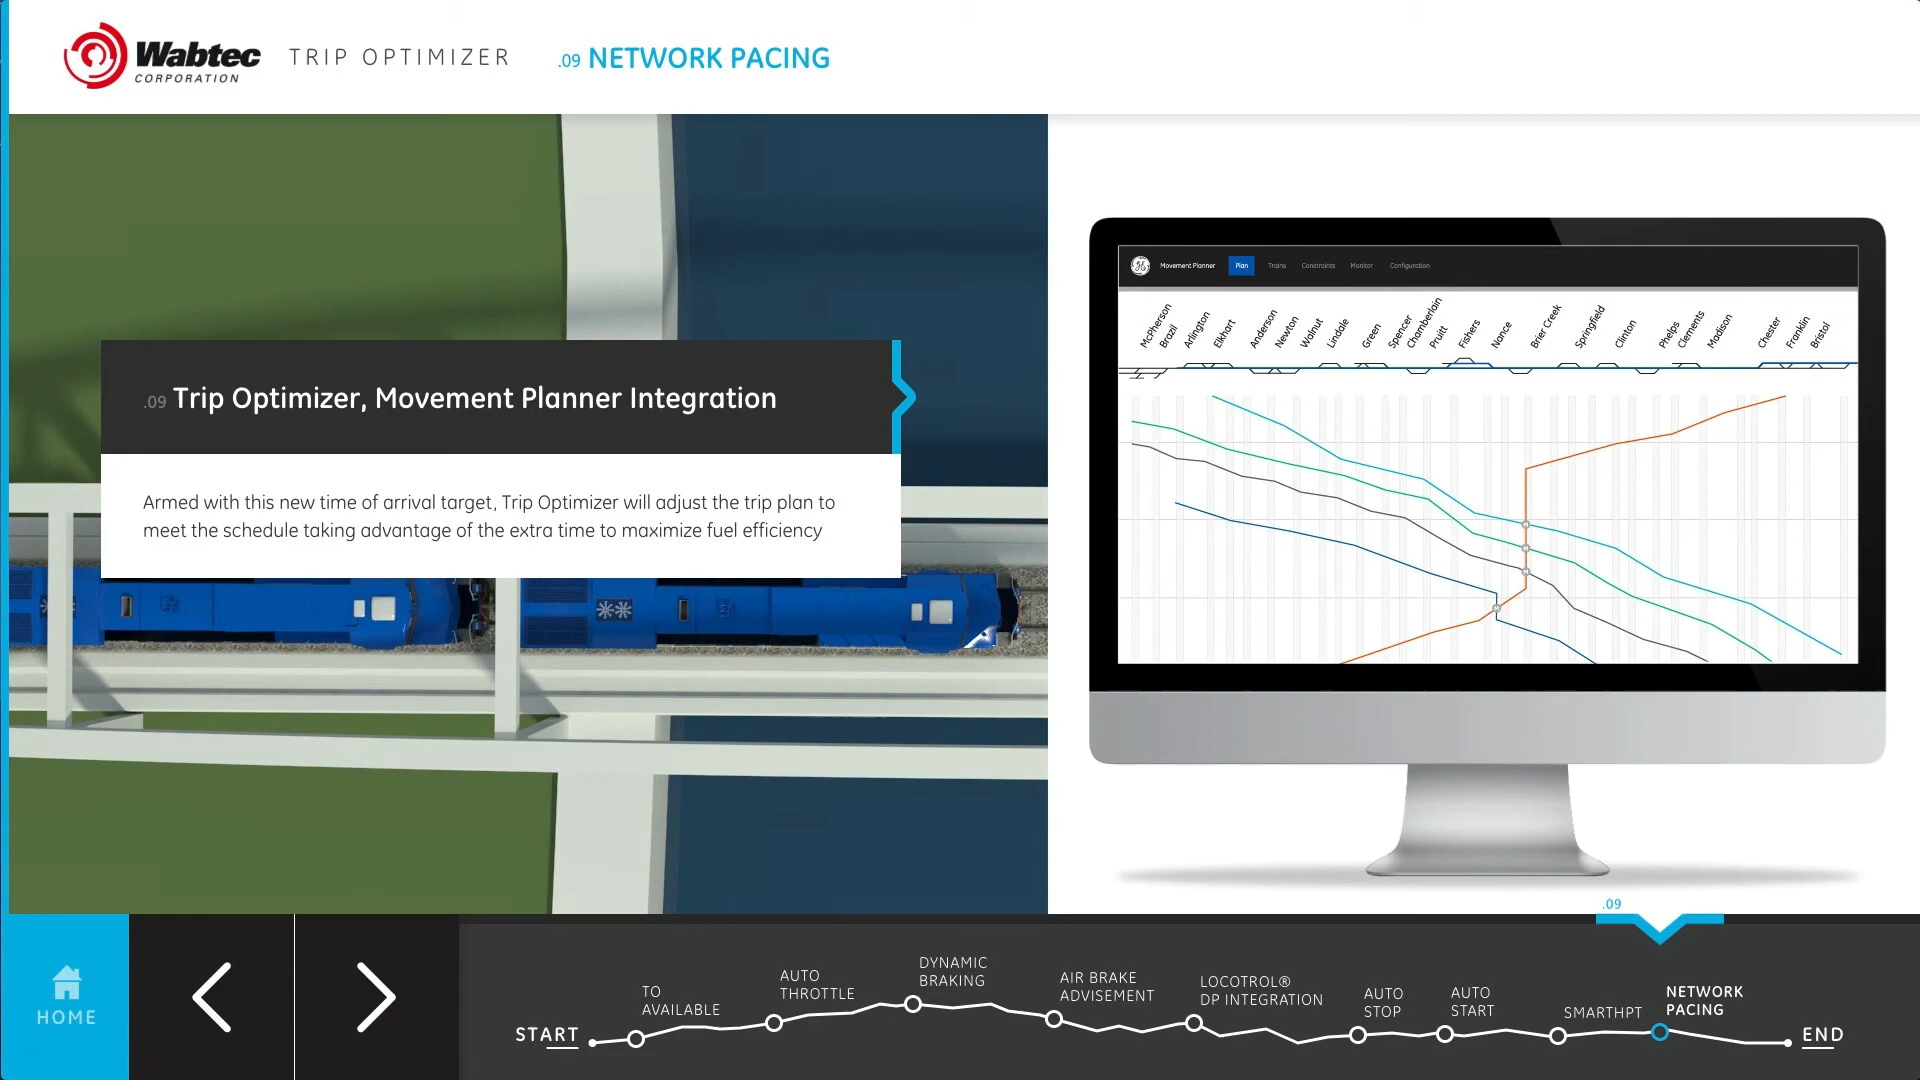 Wabtec
CORPORATION
TRIP OPTIMIZER
.09 NETWORK PACING
.09 Trip Optimizer, Movement Planner Integration
Armed with this new time of arrival target, Trip Optimizer will adjust the trip plan to
meet the schedule taking advantage of the extra time to maximize fuel efficiency
Movement Planner Plan Trains Constraints Monitor Configuration
McPherson
Brazil
Arlington
Elkhart
Anderson
Newton
Walnut
Lindale
Green
Spencer
Chamberlain
Pruitt
Fishers
Nance
Brier Creek
Springfield
Clinton
Phelps
Clements
Madison
Chester
Franklin
Bristol
.09
HOME
START
TO
AVAILABLE
AUTO
THROTTLE
DYNAMIC
BRAKING
AIR BRAKE
ADVISEMENT
LOCOTROL®
DP INTEGRATION
AUTO
STOP
AUTO
START
SMARTHPT
NETWORK
PACING
END